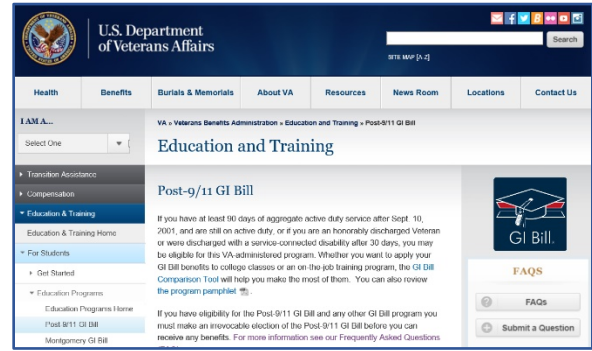 U.S. Department
of Veterans Affairs
Search
SITE MAP [A-Z]
Health
Benefits
Burials & Memorials
About VA
Resources
News Room
Locations
Contact Us
I AM A...
Select One
VA » Veterans Benefits Administration » Education and Training » Post-9/11 GI Bill
Education and Training
Transition Assistance
Compensation
Education & Training
Education & Training Home
For Students
Get Started
Education Programs
Education Programs Home
Post 9/11 GI Bill
Montgomery GI Bill
Post-9/11 GI Bill
If you have at least 90 days of aggregate active duty service after Sept. 10,
2001, and are still on active duty, or if you are an honorably discharged Veteran
or were discharged with a service-connected disability after 30 days, you may
be eligible for this VA-administered program. Whether you want to apply your
GI Bill benefits to college classes or an on-the-job training program, the GI Bill
Comparison Tool will help you make the most of them. You can also review
the program pamphlet.
If you have eligibility for the Post-9/11 GI Bill and any other GI Bill program you
must make an irrevocable election of the Post-9/11 GI Bill before you can
receive any benefits. For more information see our Frequently Asked Questions
GI Bill.
FAQS
FAQs
Submit a Question